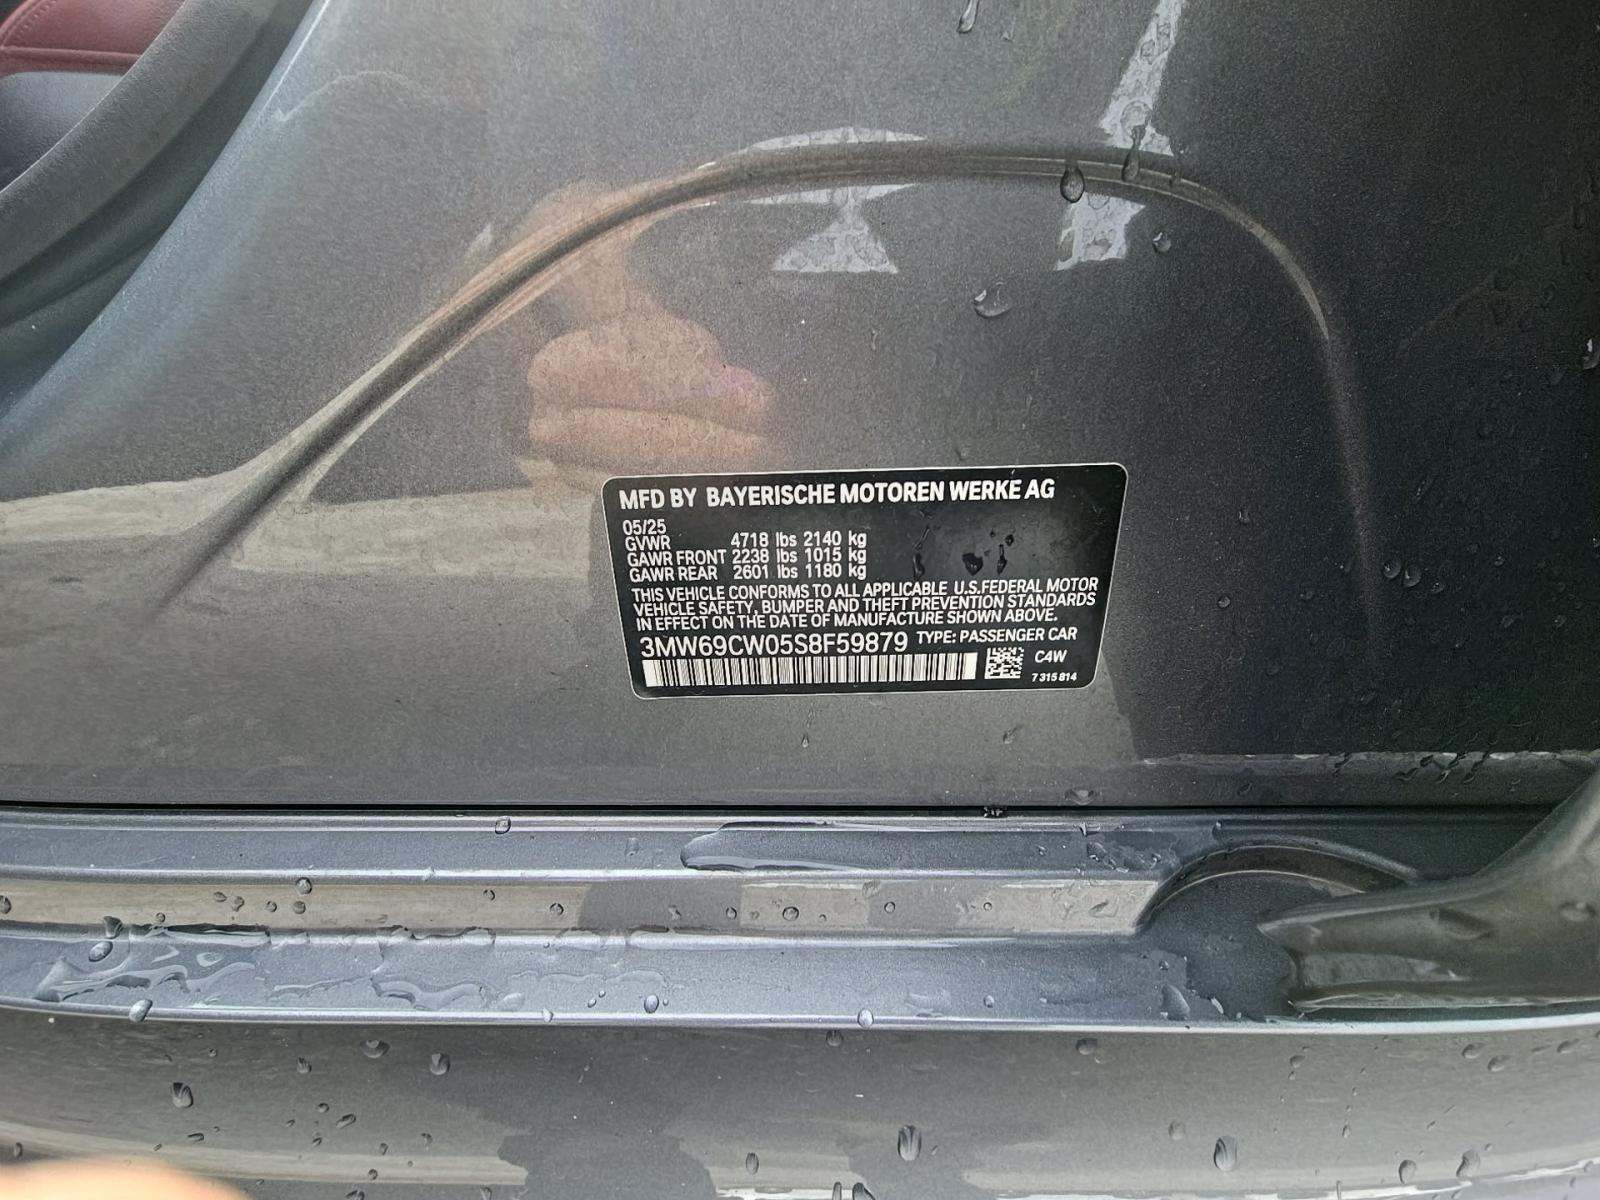 MFD BY BAYERISCHE MOTOREN WERKE AG
05/25
GVWR 4718 lbs 2140 kg
GAWR FRONT 2238 lbs 1015 kg
GAWR REAR 2601 lbs 1180 kg
THIS VEHICLE CONFORMS TO ALL APPLICABLE U.S.FEDERAL MOTOR
VEHICLE SAFETY, BUMPER AND THEFT PREVENTION STANDARDS
IN EFFECT ON THE DATE OF MANUFACTURE SHOWN ABOVE.
3MW69CW05S8F59879 TYPE: PASSENGER CAR
C4W
7 315 814